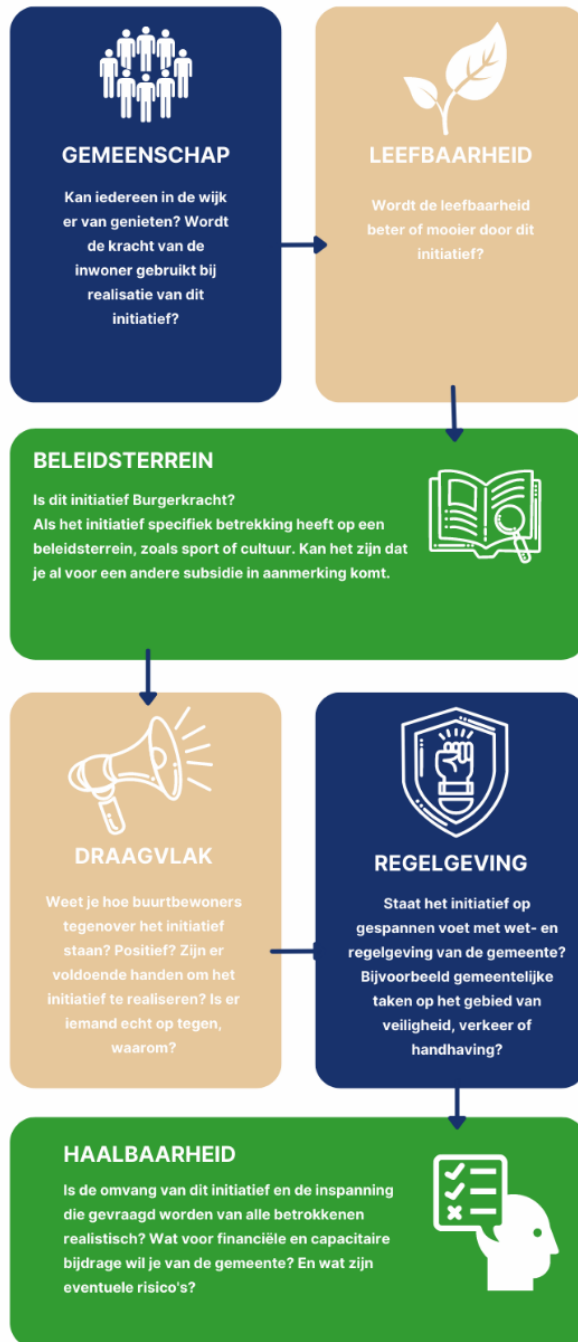 GEMEENSCHAP
Kan iedereen in de wijk
er van genieten? Wordt
de kracht van de
inwoner gebruikt bij
realisatie van dit
initiatief?
LEEFBAARHEID
Wordt de leefbaarheid
beter of mooier door dit
initiatief?
BELEIDSTERREIN
Is dit initiatief Burgerkracht?
Als het initiatief specifiek betrekking heeft op een
beleidsterrein, zoals sport of cultuur. Kan het zijn dat
je al voor een andere subsidie in aanmerking komt.
DRAAGVLAK
Weet je hoe buurtbewoners
tegenover het initiatief
staan? Positief? Zijn er
voldoende handen om het
initiatief te realiseren? Is er
iemand echt op tegen,
waarom?
REGELGEVING
Staat het initiatief op
gespannen voet met wet- en
regelgeving van de gemeente?
Bijvoorbeeld gemeentelijke
taken op het gebied van
veiligheid, verkeer of
handhaving?
HAALBAARHEID
Is de omvang van dit initiatief en de inspanning
die gevraagd worden van alle betrokkenen
realistisch? Wat voor financiële en capacitaire
bijdrage wil je van de gemeente? En wat zijn
eventuele risico's?